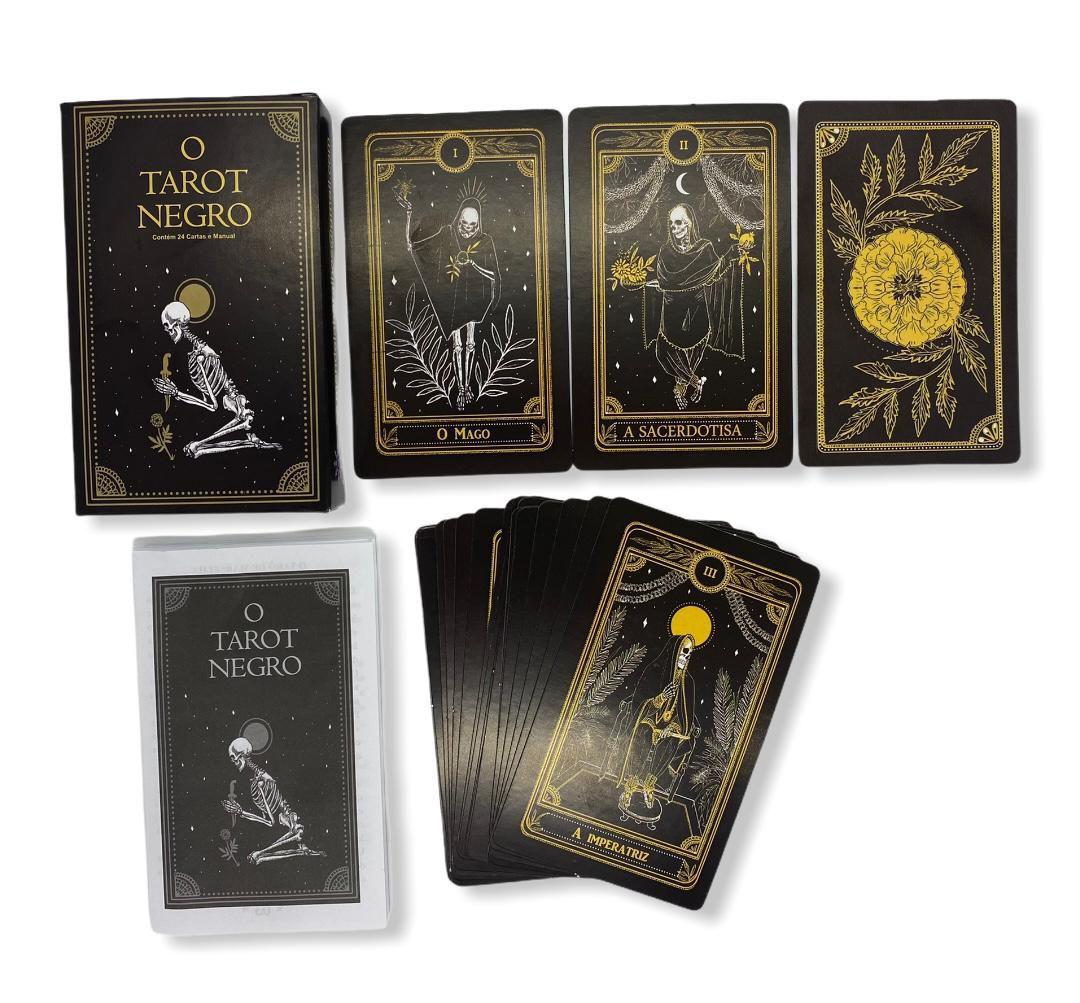 O
TAROT
NEGRO
Contém 24 Cartas e Manual
I
O MAGO
II
A SACERDOTISA
O
TAROT
NEGRO
III
A IMPERATRIZ